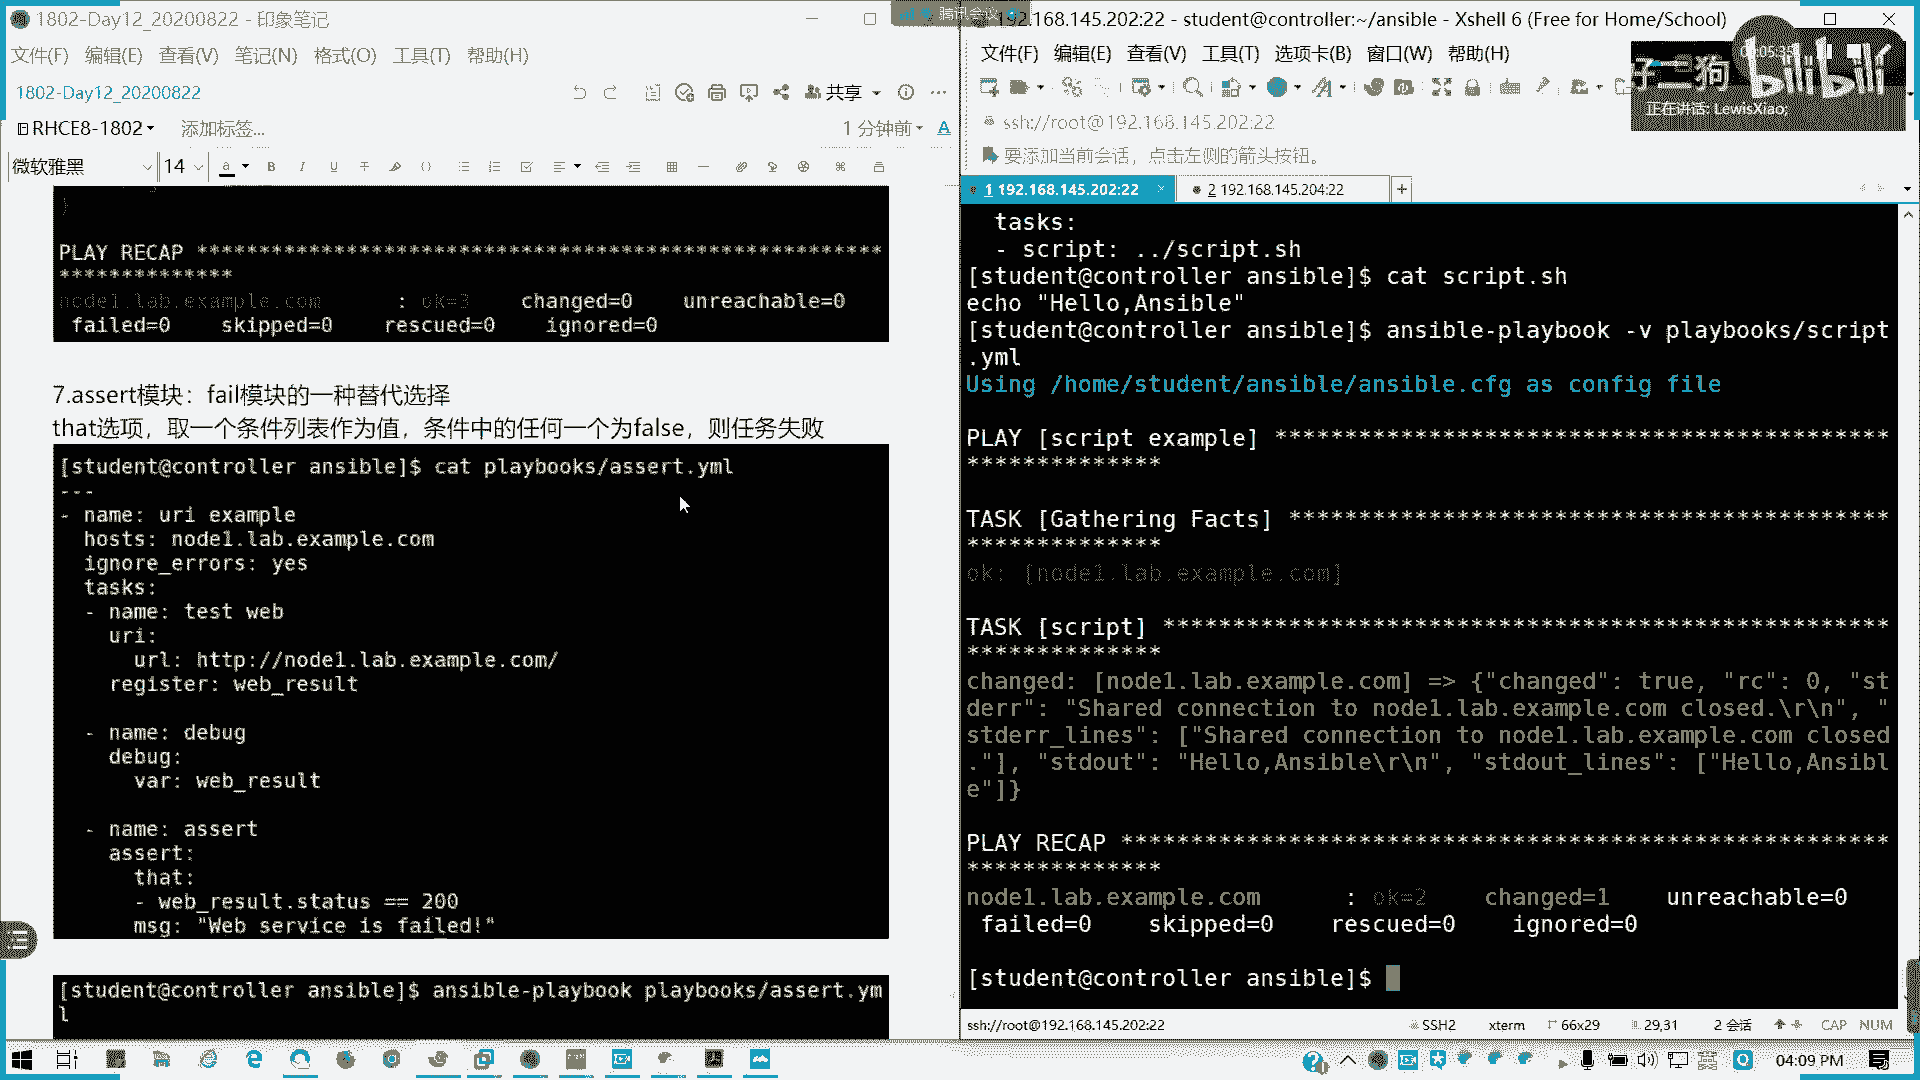 1802-Day12_20200822 - 印象笔记
文件(F) 编辑(E) 查看(V) 笔记(N) 格式(O) 工具(T) 帮助(H)
1802-Day12_20200822
共享
RHCE8-1802
添加标签...
1 分钟前
微软雅黑 14
}
PLAY RECAP *******************************************************
**************
node1.lab.example.com : ok=3 changed=0 unreachable=0
failed=0 skipped=0 rescued=0 ignored=0
7.assert模块：fail模块的一种替代选择
that选项，取一个条件列表作为值，条件中的任何一个为false，则任务失败
[student@controller ansible]$ cat playbooks/assert.yml
---
- name: uri example
hosts: node1.lab.example.com
ignore_errors: yes
tasks:
- name: test web
uri:
url: http://node1.lab.example.com/
register: web_result
- name: debug
debug:
var: web_result
- name: assert
assert:
that:
- web_result.status == 200
msg: "Web service is failed!"
[student@controller ansible]$ ansible-playbook playbooks/assert.ym
l
腾讯会议
192.168.145.202:22 - student@controller:~/ansible - Xshell 6 (Free for Home/School)
文件(F) 编辑(E) 查看(V) 工具(T) 选项卡(B) 窗口(W) 帮助(H)
05:35
bilibili
正在讲话: LewisXiao;
ssh://root@192.168.145.202:22
要添加当前会话，点击左侧的箭头按钮。
1 192.168.145.202:22
2 192.168.145.204:22
tasks:
- script: ../script.sh
[student@controller ansible]$ cat script.sh
echo "Hello,Ansible"
[student@controller ansible]$ ansible-playbook -v playbooks/script
.yml
Using /home/student/ansible/ansible.cfg as config file
PLAY [script example] *************************************************
**************
TASK [Gathering Facts] ************************************************
**************
ok: [node1.lab.example.com]
TASK [script] **********************************************************
**************
changed: [node1.lab.example.com] => {"changed": true, "rc": 0, "st
derr": "Shared connection to node1.lab.example.com closed.\r\n", "
stderr_lines": ["Shared connection to node1.lab.example.com closed
."], "stdout": "Hello,Ansible\r\n", "stdout_lines": ["Hello,Ansibl
e"]}
PLAY RECAP *************************************************************
**************
node1.lab.example.com : ok=2 changed=1 unreachable=0
failed=0 skipped=0 rescued=0 ignored=0
[student@controller ansible]$
ssh://root@192.168.145.202:22
SSH2 xterm 66x29 29,31 2 会话 CAP NUM
04:09 PM